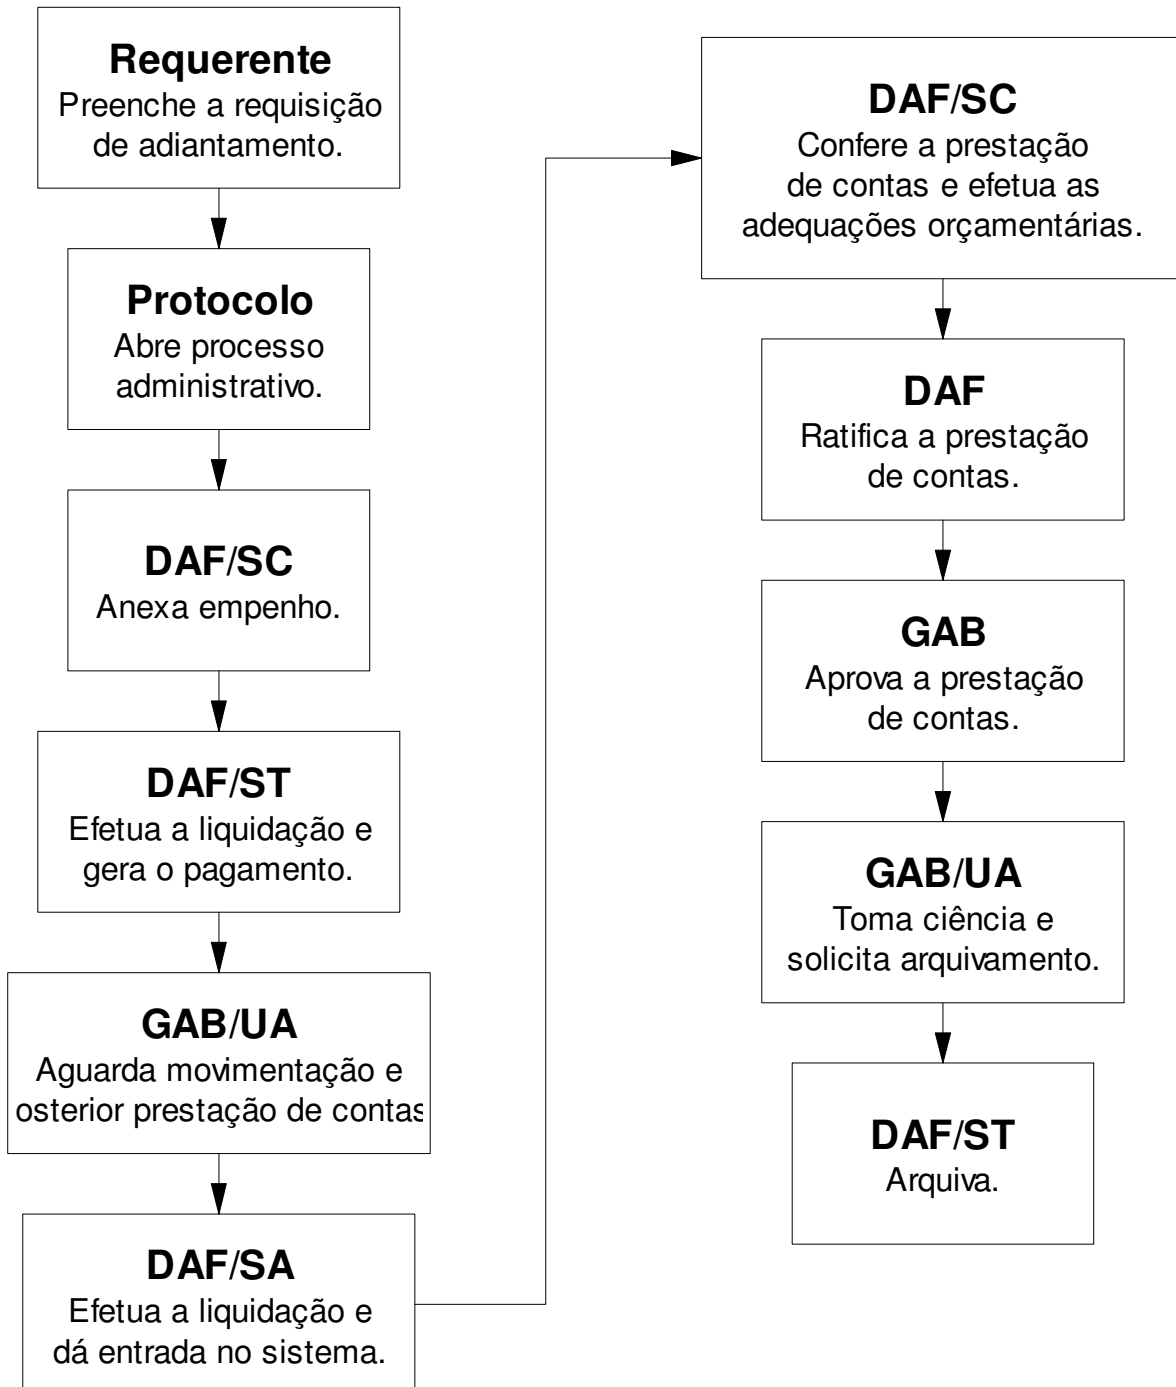 Requerente
Preenche a requisição
de adiantamento.
Protocolo
Abre processo
administrativo.
DAF/SC
Anexa empenho.
DAF/ST
Efetua a liquidação e
gera o pagamento.
GAB/UA
Aguarda movimentação e
osterior prestação de contas
DAF/SA
Efetua a liquidação e
dá entrada no sistema.
DAF/SC
Confere a prestação
de contas e efetua as
adequações orçamentárias.
DAF
Ratifica a prestação
de contas.
GAB
Aprova a prestação
de contas.
GAB/UA
Toma ciência e
solicita arquivamento.
DAF/ST
Arquiva.